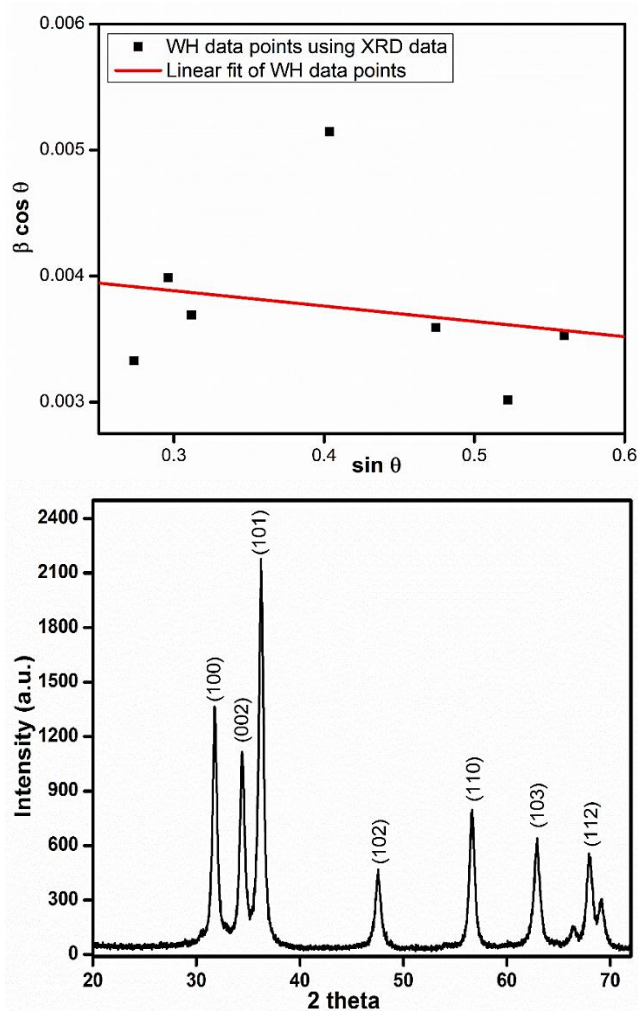 0.006
WH data points using XRD data
Linear fit of WH data points
0.005
β cos θ
0.004
0.003
0.3 0.4 0.5 0.6
sin θ
2400
(101)
2100
1800
Intensity (a.u.)
1500
(100)
(002)
1200
900
(110)
(103)
600
(112)
(102)
300
0
20 30 40 50 60 70
2 theta